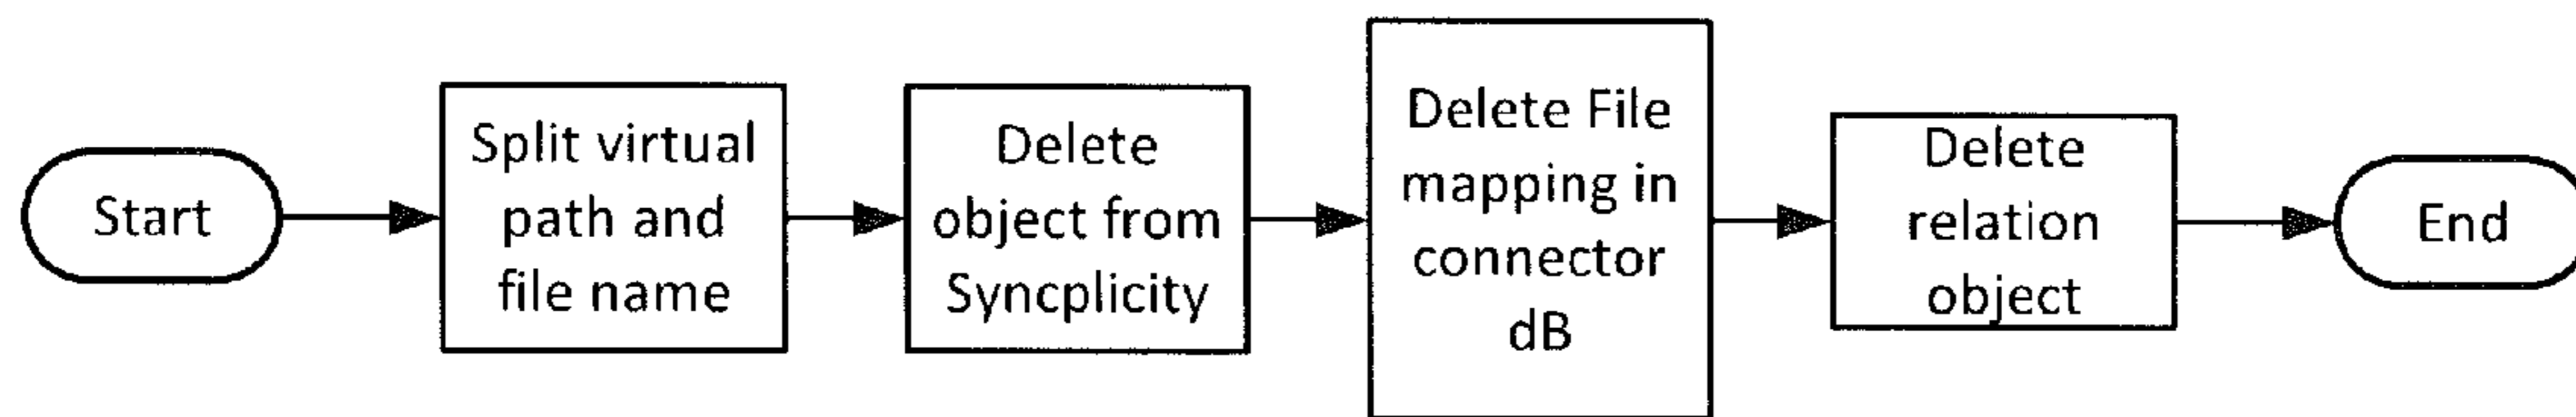 Start
Split virtual
path and
file name
Delete
object from
Syncplicity
Delete File
mapping in
connector
dB
Delete
relation
object
End